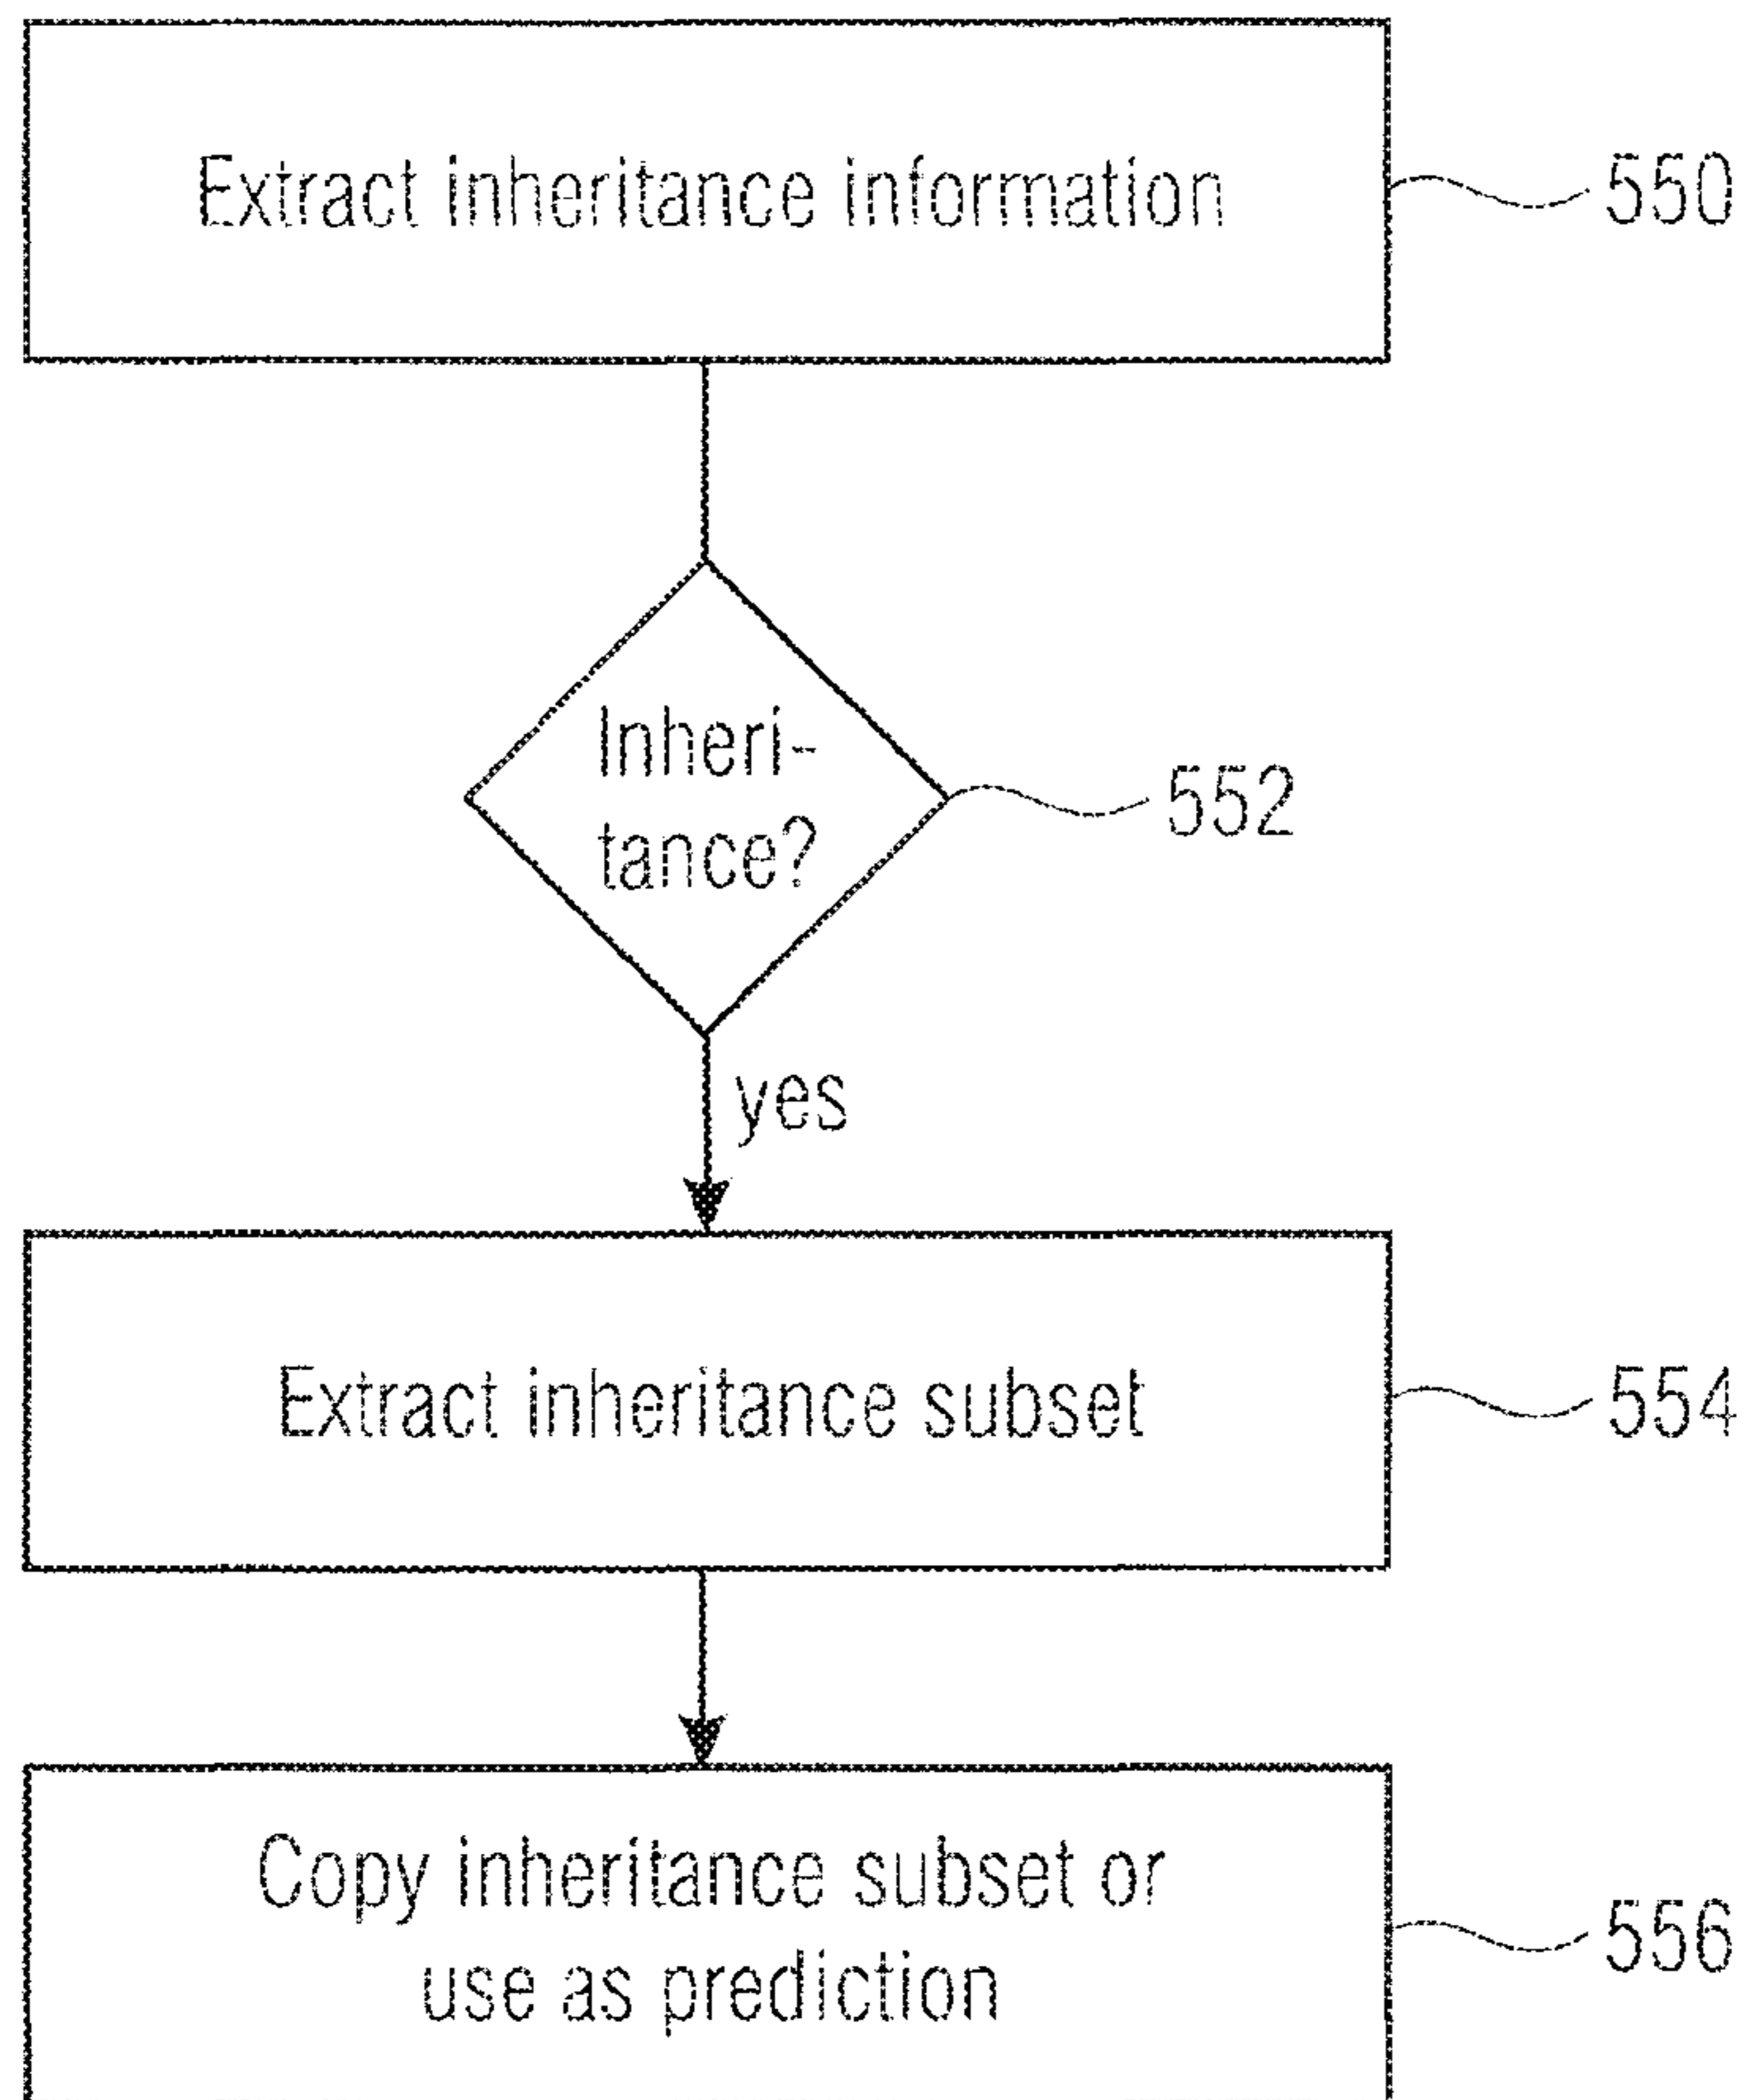 Extract inheritance information
550
Inheri-
tance?
552
yes
Extract inheritance subset
554
Copy inheritance subset or
use as prediction
556